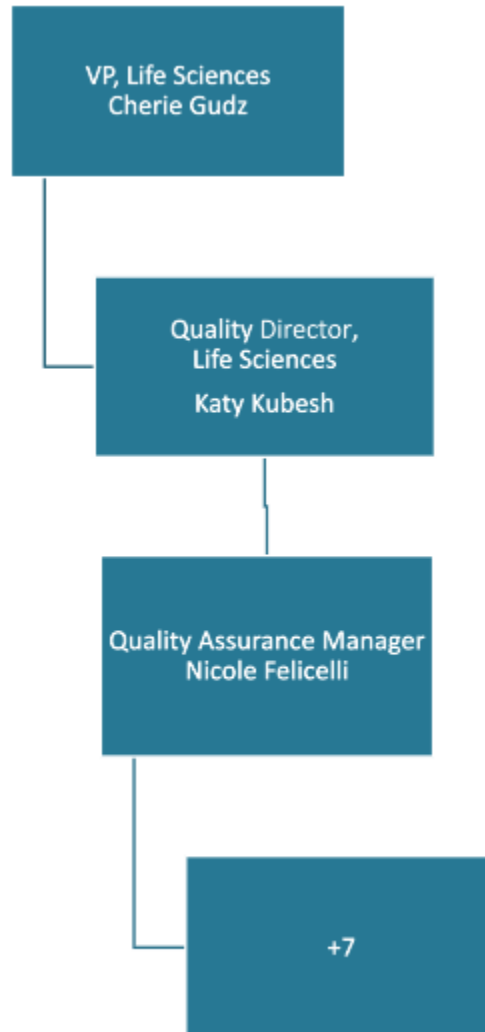 VP, Life Sciences
Cherie Gudz
Quality Director,
Life Sciences
Katy Kubesh
Quality Assurance Manager
Nicole Felicelli
+7